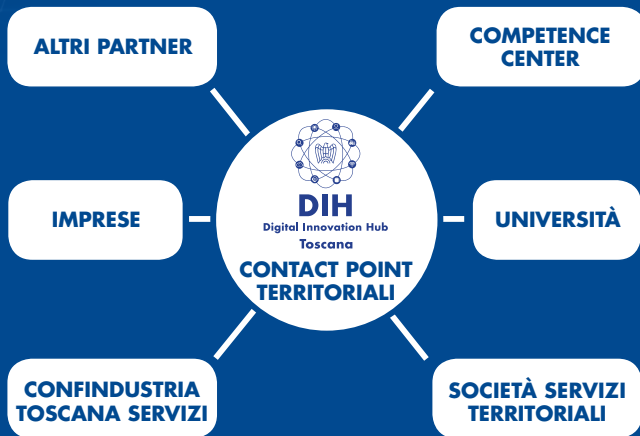 ALTRI PARTNER
COMPETENCE
CENTER
IMPRESE
DIH
Digital Innovation Hub
Toscana
CONTACT POINT
TERRITORIALI
UNIVERSITÀ
CONFINDUSTRIA
TOSCANA SERVIZI
SOCIETÀ SERVIZI
TERRITORIALI